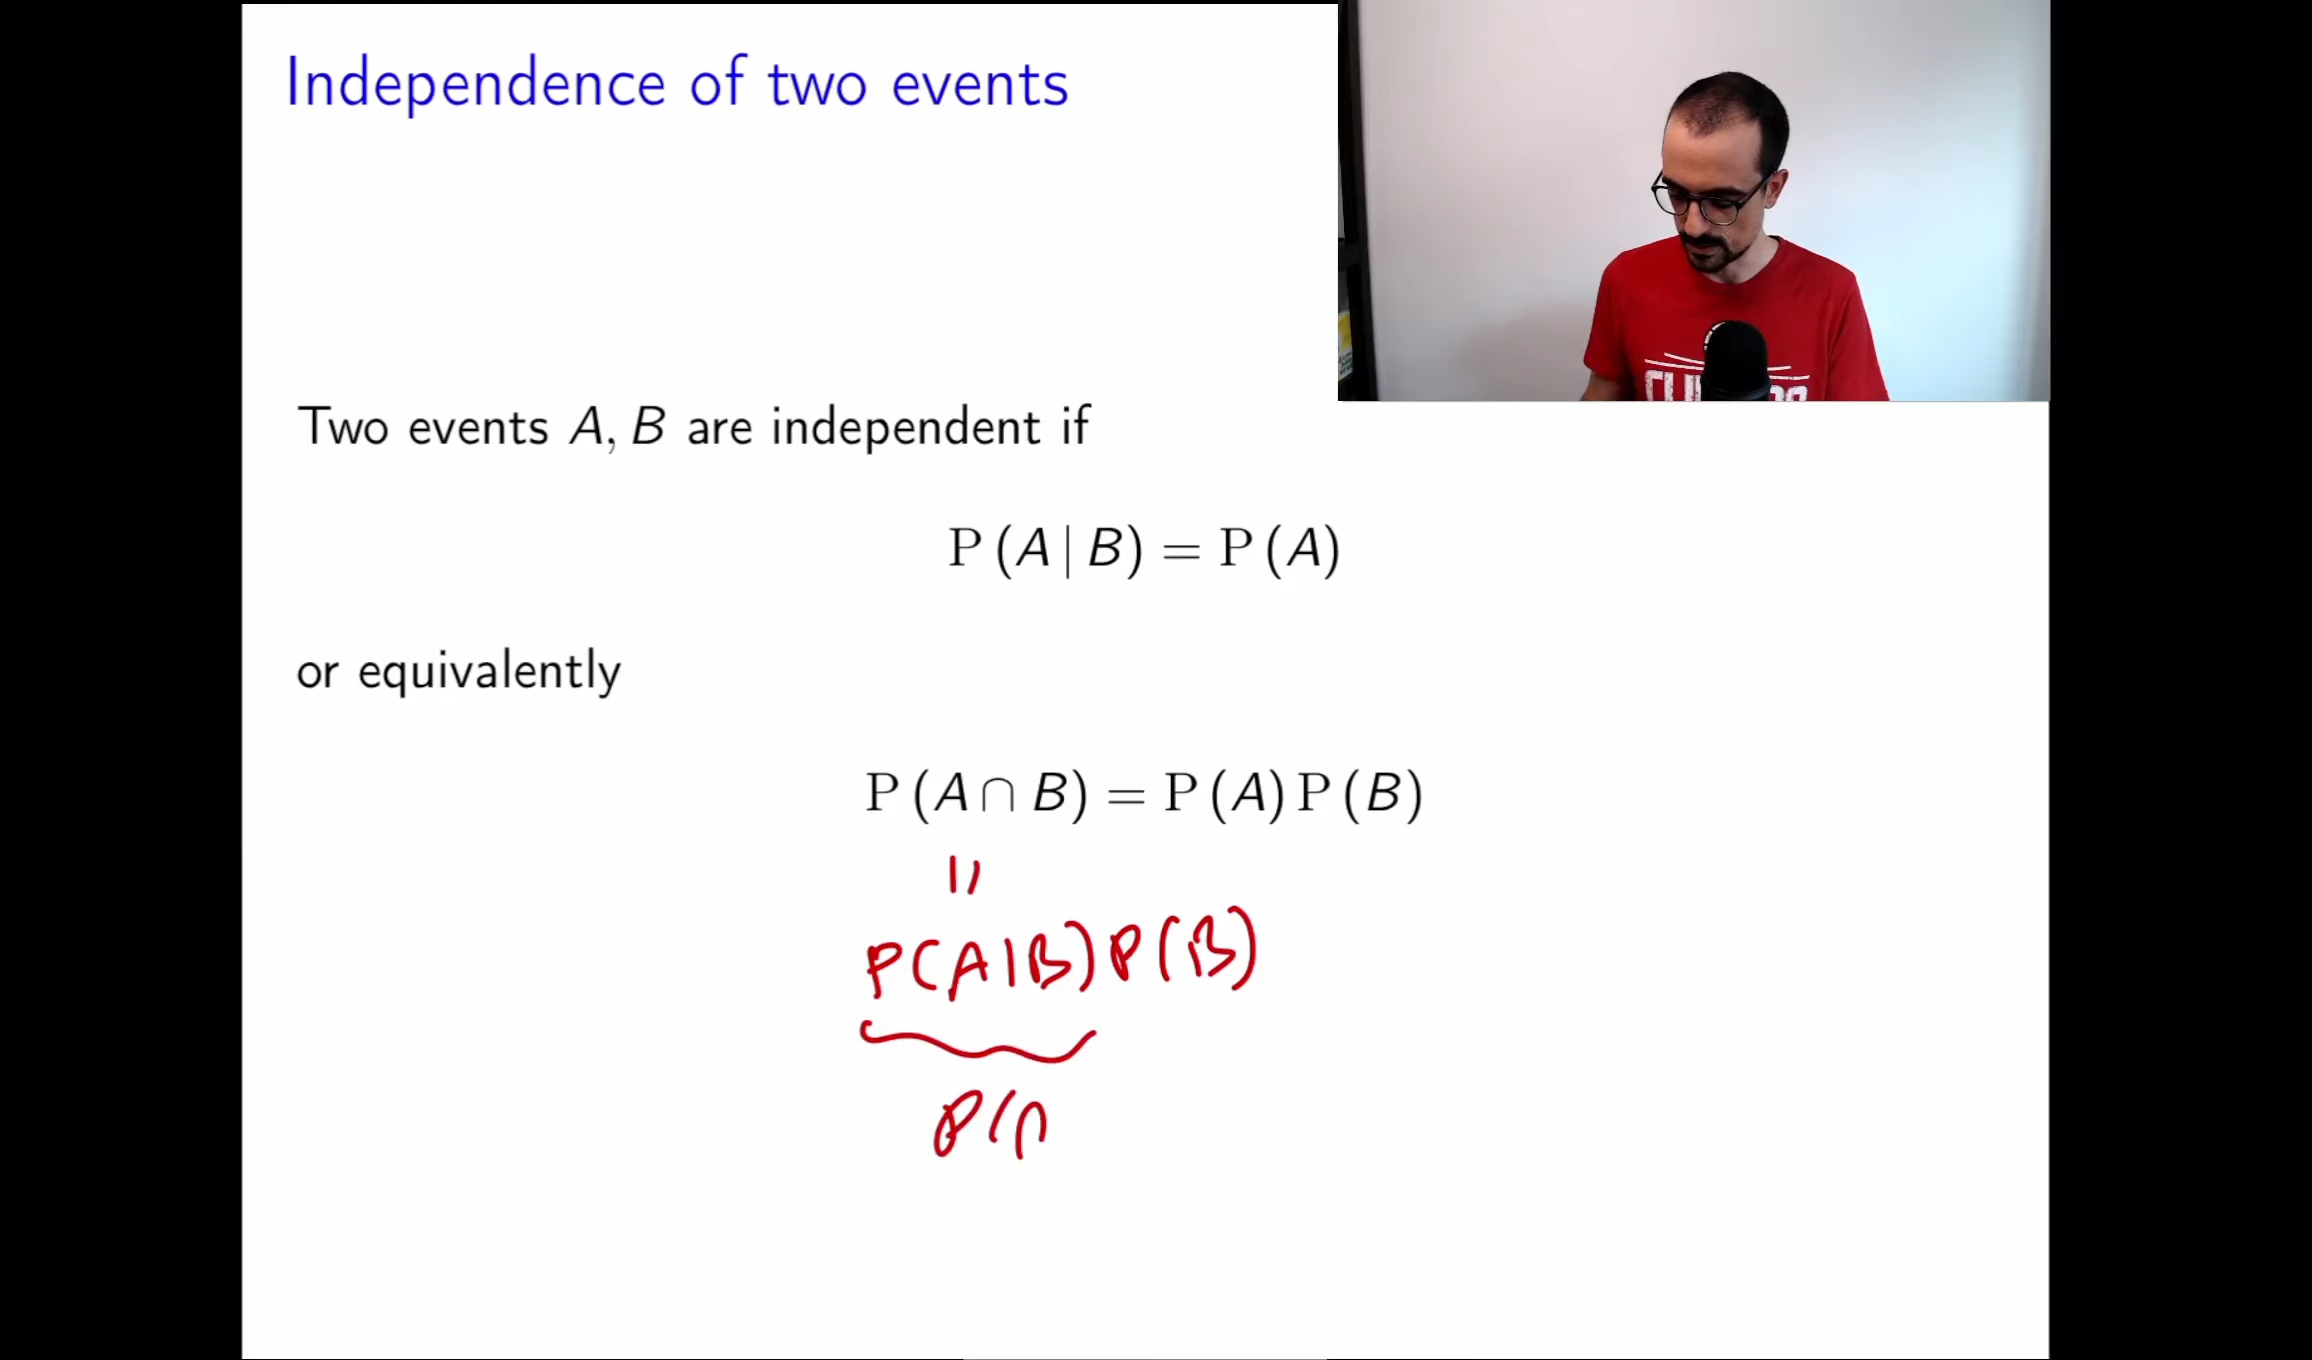 Independence of two events
Two events A, B are independent if
P(A | B) = P(A)
or equivalently
P(A ∩ B) = P(A) P(B)
=
P(A|B) P(B)
P(